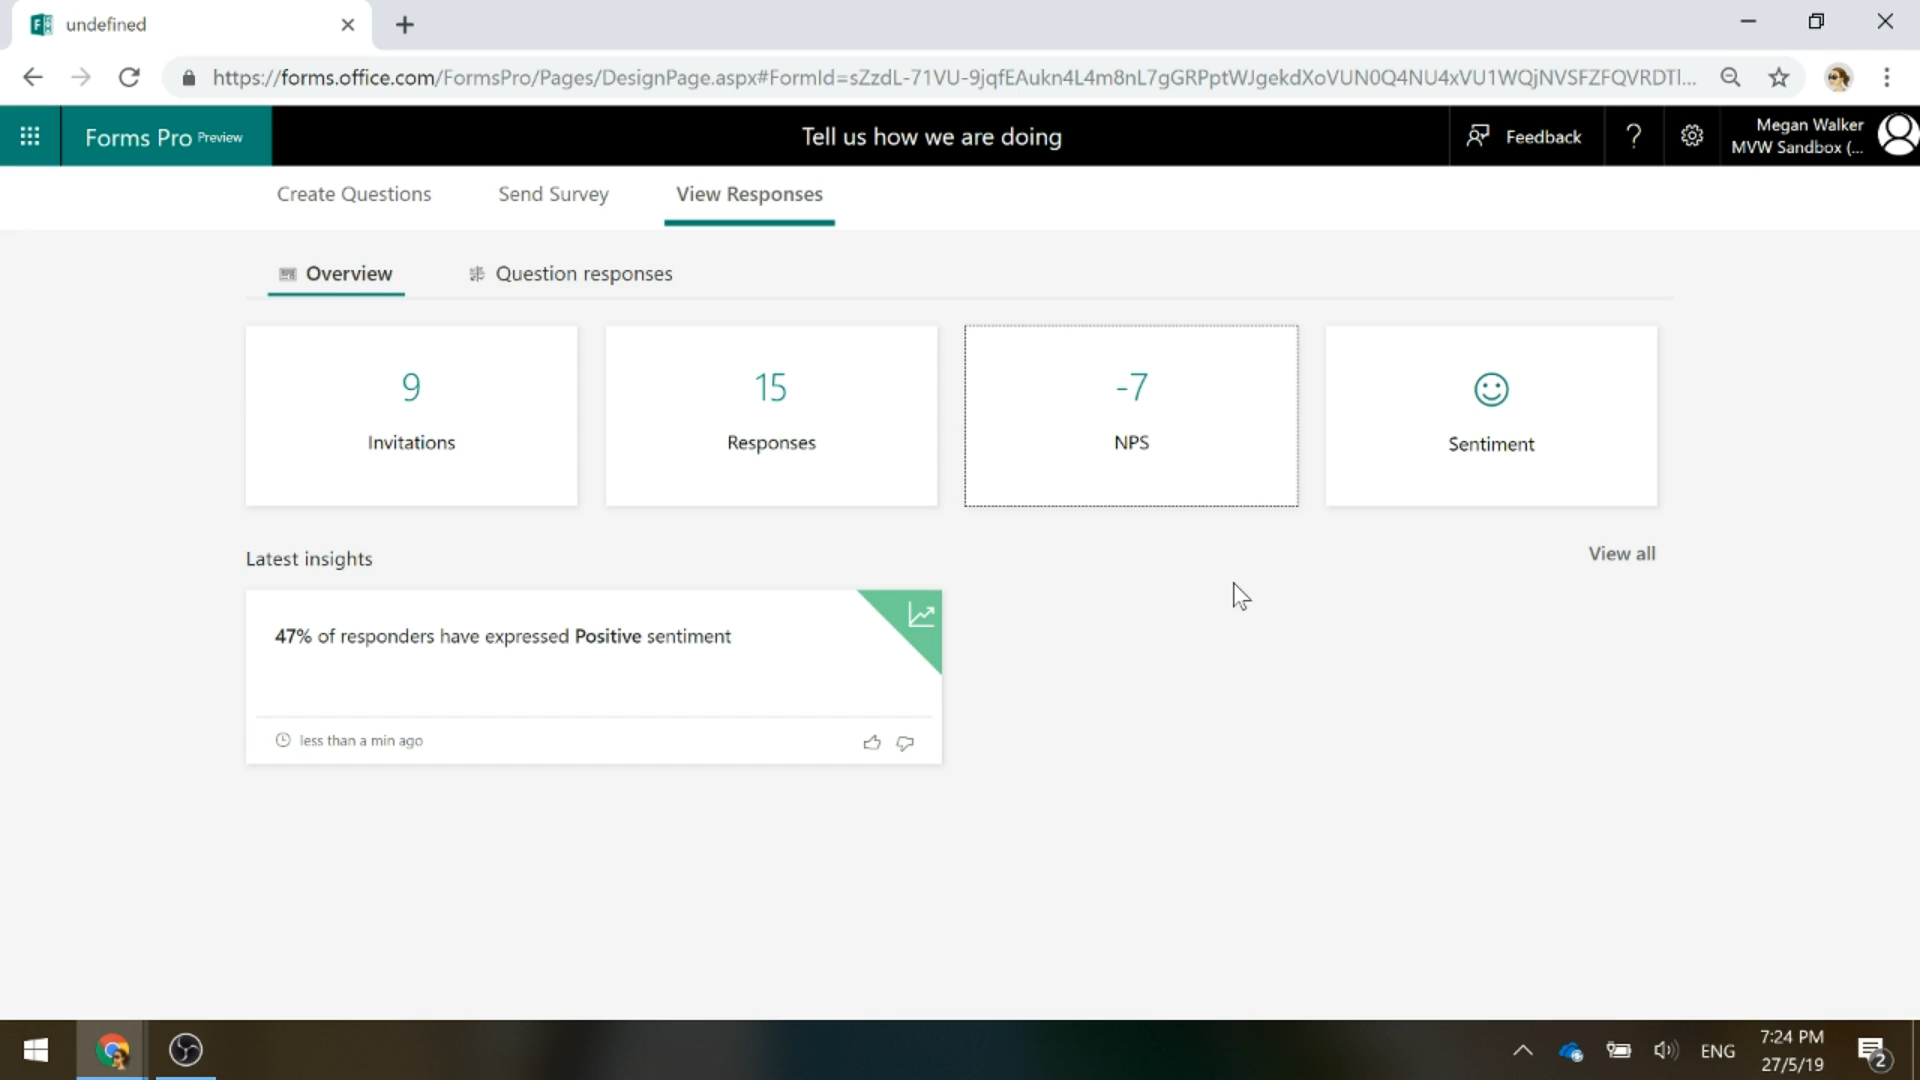 undefined
https://forms.office.com/FormsPro/Pages/DesignPage.aspx#FormId=sZzdL-71VU-9jqfEAukn4L4m8nL7gGRPptWJgekdXoVUN0Q4NU4xVU1WQjNVSFZFQVRDTl...
Forms Pro Preview
Tell us how we are doing
Feedback
?
Megan Walker
MVW Sandbox (...
Create Questions
Send Survey
View Responses
Overview
Question responses
9
Invitations
15
Responses
-7
NPS
Sentiment
Latest insights
View all
47% of responders have expressed Positive sentiment
less than a min ago
ENG
7:24 PM
27/5/19
2